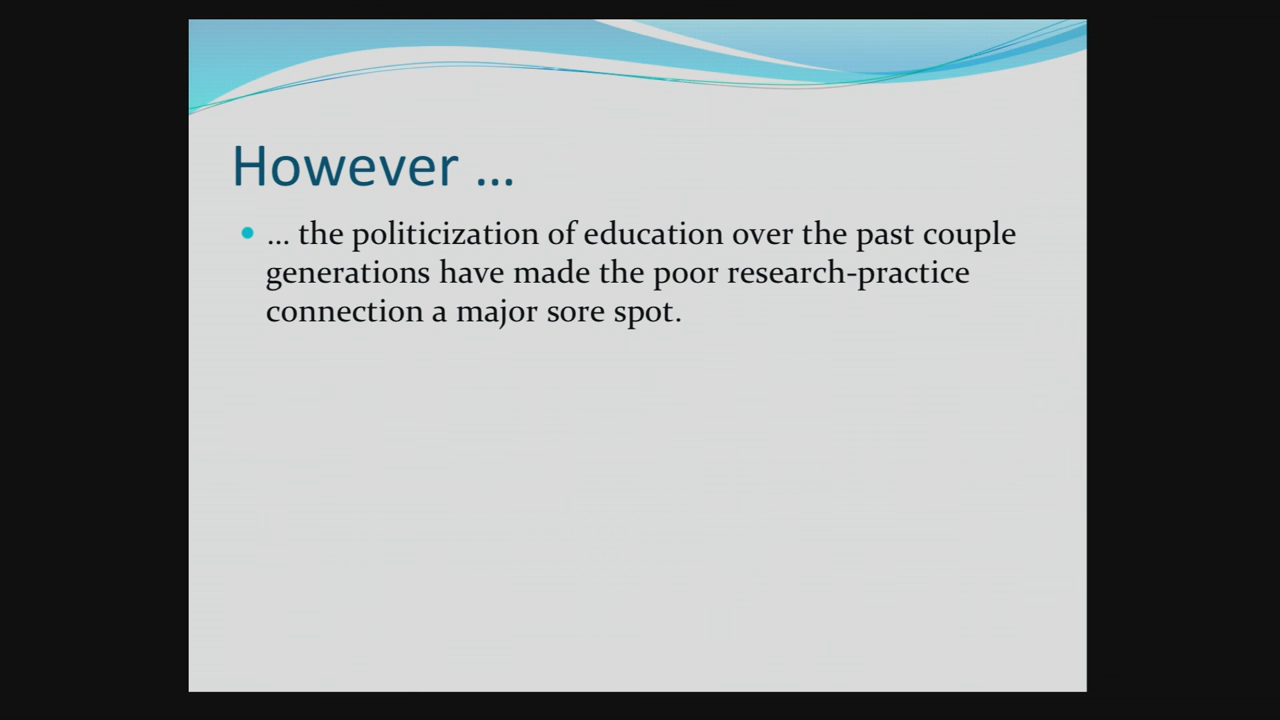 However ...
• ... the politicization of education over the past couple
generations have made the poor research-practice
connection a major sore spot.